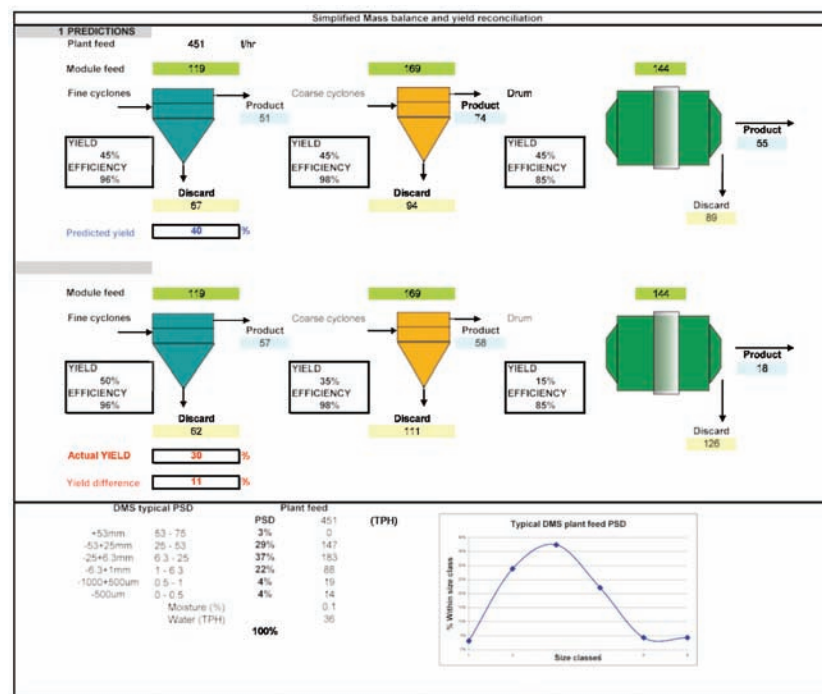 Simplified Mass balance and yield reconciliation
1 PREDICTIONS
Plant feed 451 t/hr
Module feed 119 169 144
Fine cyclones Coarse cyclones Drum
Product Product Product
51 74 55
YIELD YIELD YIELD
45% 45% 45%
EFFICIENCY EFFICIENCY EFFICIENCY
96% 98% 85%
Discard Discard Discard
67 94 89
Predicted yield 40 %
Module feed 119 169 144
Fine cyclones Coarse cyclones Drum
Product Product Product
57 58 18
YIELD YIELD YIELD
50% 35% 15%
EFFICIENCY EFFICIENCY EFFICIENCY
96% 98% 85%
Discard Discard Discard
62 111 126
Actual YIELD 30 %
Yield difference 11 %
DMS typical PSD Plant feed
PSD 451 (TPH)
+53mm 53 - 75 3% 0
-53+25mm 25 - 53 29% 147
-25+6.3mm 6.3 - 25 37% 183
-6.3+1mm 1 - 6.3 22% 88
-1000+500um 0.5 - 1 4% 19
-500um 0 - 0.5 4% 14
Moisture (%) 0.1
Water (TPH) 36
100%
Typical DMS plant feed PSD
% Within size class
Size classes